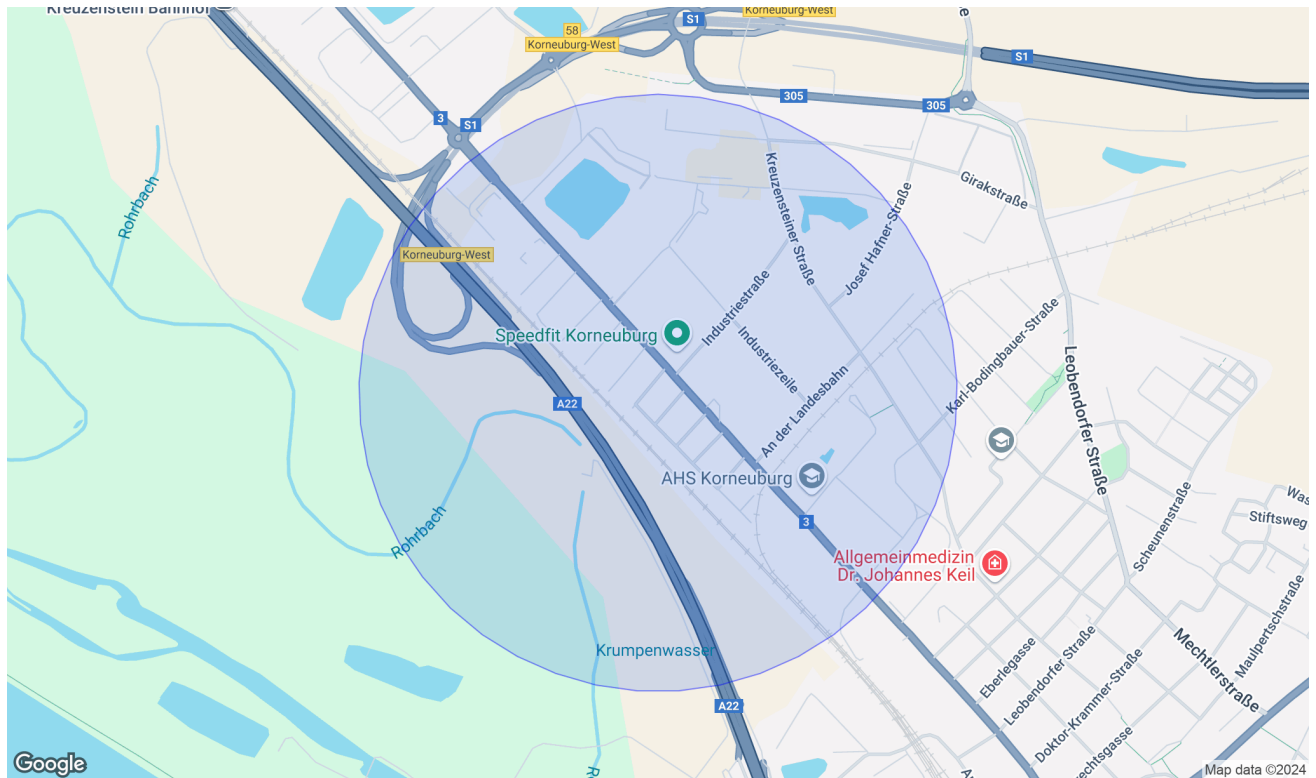 Kreuzenstein Bahnhof
58
Korneuburg-West
S1
Korneuburg-West
S1
3
S1
305
305
Rohrbach
Kreuzensteiner Straße
Girakstraße
Josef Hafner-Straße
Korneuburg-West
Speedfit Korneuburg
Industriestraße
Industriezeile
Karl-Bodingbauer-Straße
Leobendorfer Straße
A22
An der Landesbahn
AHS Korneuburg
Rohrbach
3
Scheunenstraße
Stiftsweg
Allgemeinmedizin
Dr. Johannes Keil
Krumpenwasser
Eberlegasse
Leobendorfer Straße
Mechtlerstraße
Maulpertschstraße
Doktor-Krammer-Straße
A22
Google
Map data ©2024